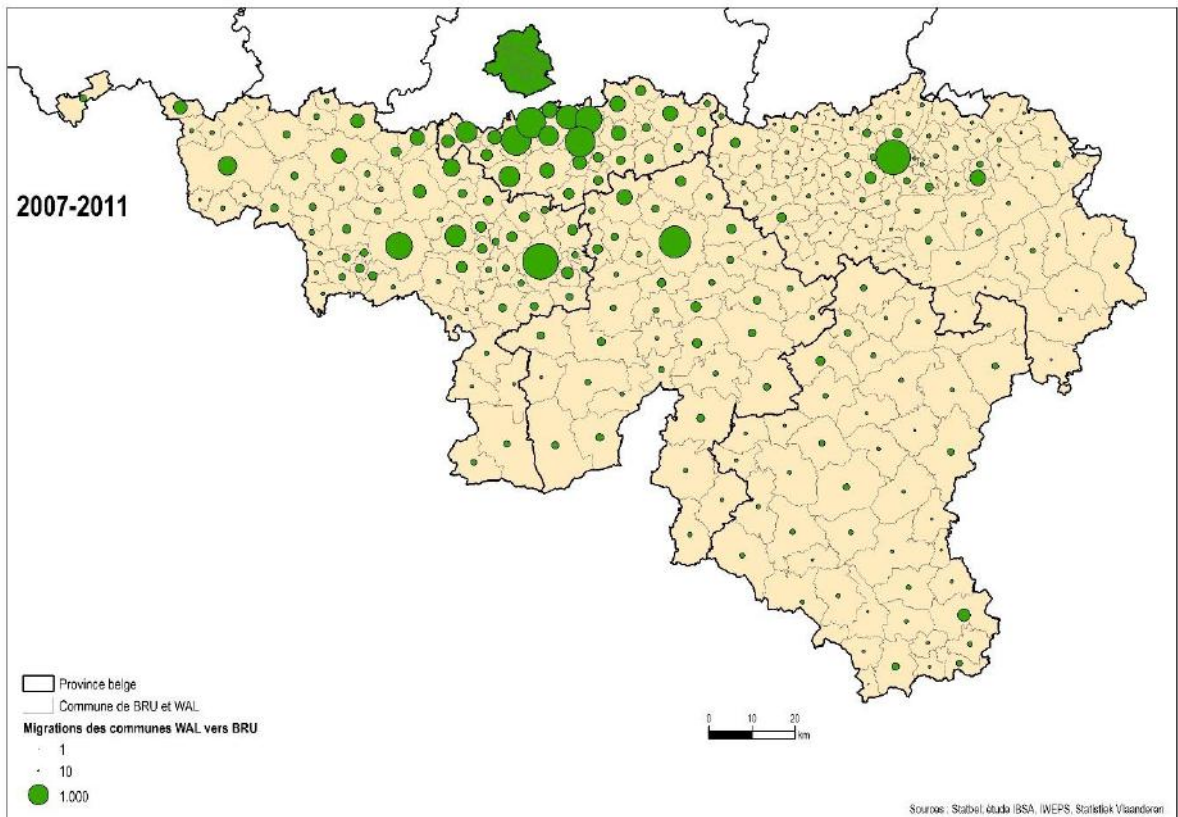 2007-2011
Province belge
Commune de BRU et WAL
Migrations des communes WAL vers BRU
1
10
1.000
0 10 20
km
Sources : Statbel; étude IBSA, IWEPS, Statistiek Vlaanderen